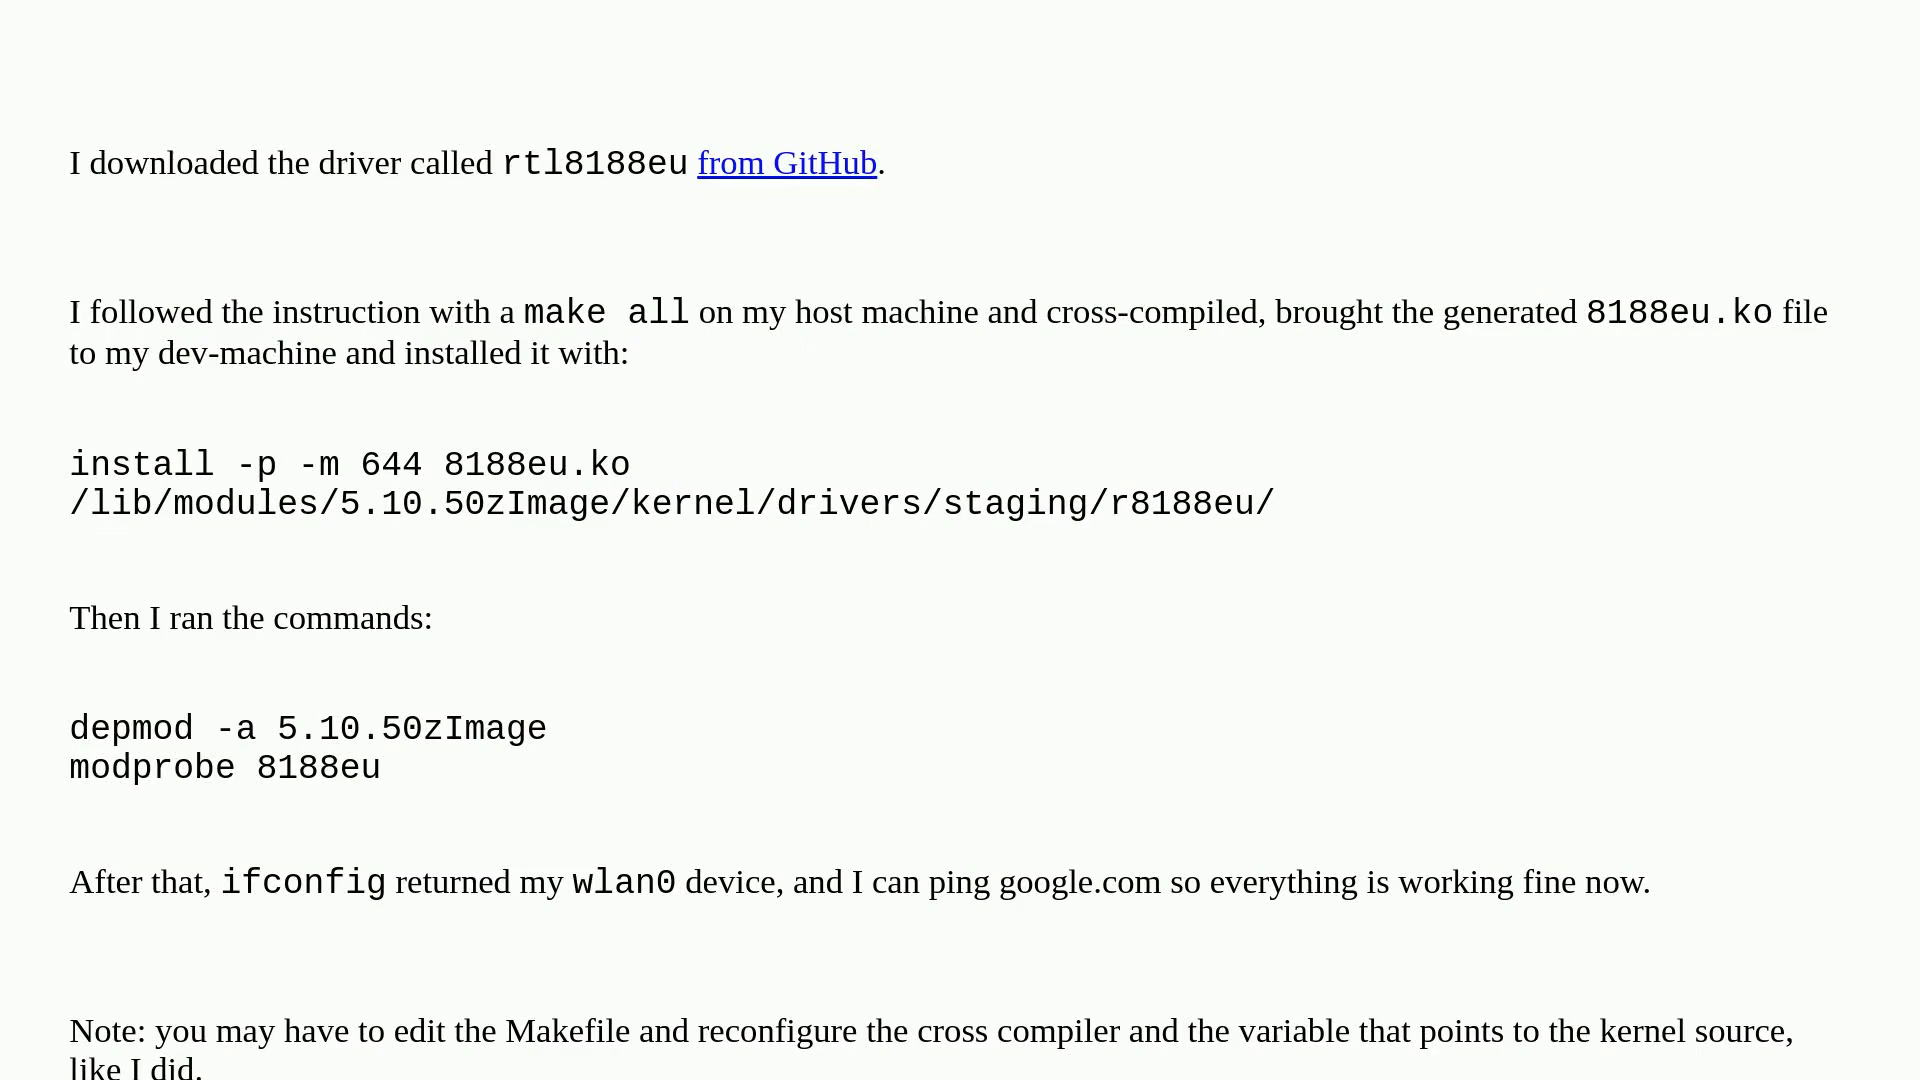 I downloaded the driver called rtl8188eu from GitHub.
I followed the instruction with a make all on my host machine and cross-compiled, brought the generated 8188eu.ko file
to my dev-machine and installed it with:
install -p -m 644 8188eu.ko
/lib/modules/5.10.50zImage/kernel/drivers/staging/r8188eu/
Then I ran the commands:
depmod -a 5.10.50zImage
modprobe 8188eu
After that, ifconfig returned my wlan0 device, and I can ping google.com so everything is working fine now.
Note: you may have to edit the Makefile and reconfigure the cross compiler and the variable that points to the kernel source,
like I did.